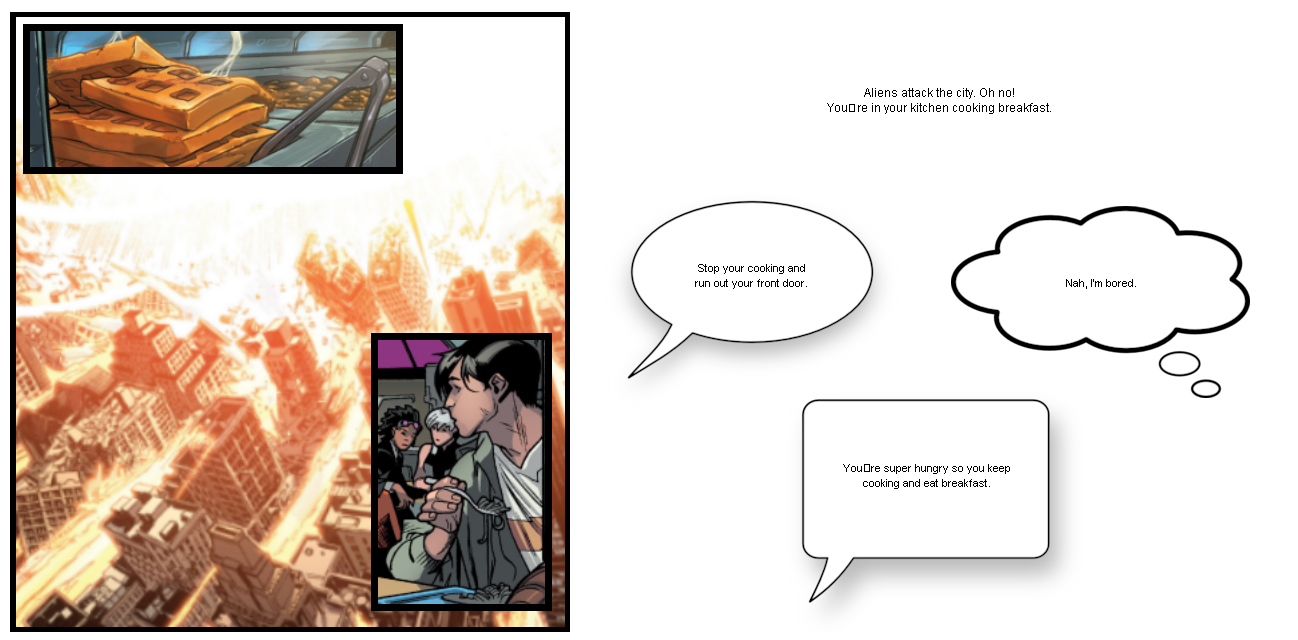 Aliens attack the city. Oh no!
You□re in your kitchen cooking breakfast.
Stop your cooking and
run out your front door.
Nah, I'm bored.
You□re super hungry so you keep
cooking and eat breakfast.